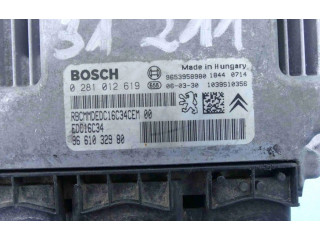 31 211
BOSCH
Made in Hungary
9653958980 1844 0714
0 281 012 619 06-03-30 1039S10356
RBCMMDEDC16C34CEM 00
EDC16C34
96 610 329 80